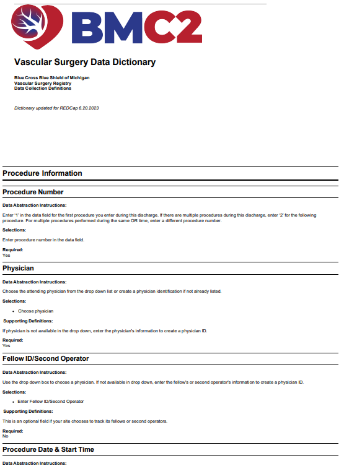 BMC2
Vascular Surgery Data Dictionary
Blue Cross Blue Shield of Michigan
Vascular Surgery Registry
Data Collection Definitions
Dictionary updated for REDCap 6.20.2023
Procedure Information
Procedure Number
Data Abstraction Instructions:
Enter "1" in the data field for the first procedure you enter during this discharge. If there are multiple procedures during this discharge, enter '2' for the following
procedure. For multiple procedures performed during the same OR time, enter a different procedure number.
Selections:
Enter procedure number in the data field
Required:
Yes
Physician
Data Abstraction Instructions:
Choose the attending physician from the drop down list or create a physician identification if not already listed
Selections:
• Choose physician
Supporting Definitions:
If physician is not available in the drop down, enter the physician's information to create a physician ID.
Required:
Yes
Fellow ID/Second Operator
Data Abstraction Instructions:
Use the drop down box to choose a physician. If not available in drop down, enter the fellow's or second operator's information to create a physician ID.
Selections:
• Enter Fellow ID/Second Operator
Supporting Definitions:
This is an optional field if your site chooses to track its fellows or second operators.
Required:
No
Procedure Date & Start Time
Data Abstraction Instructions: